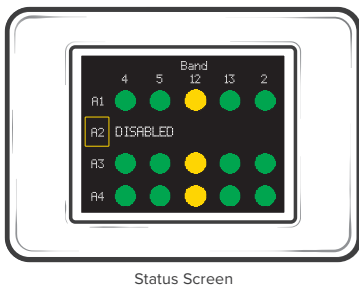 Band
4 5 12 13 2
A1
A2 DISABLED
A3
A4
Status Screen